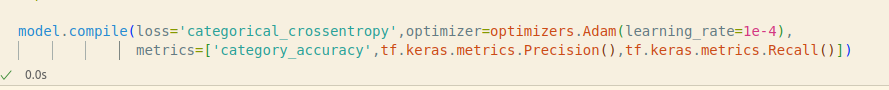 model.compile(loss='categorical_crossentropy',optimizer=optimizers.Adam(learning_rate=1e-4),
metrics=['category_accuracy',tf.keras.metrics.Precision(),tf.keras.metrics.Recall()])
✓ 0.0s